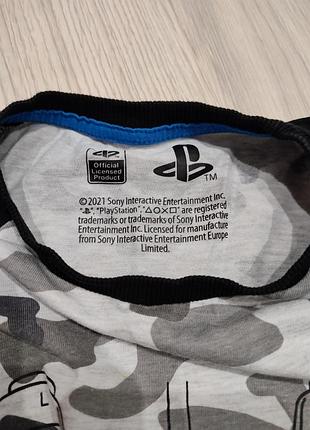 Official
Licensed
Product
TM
©2021 Sony Interactive Entertainment Inc.
"", "PlayStation", "△○✕□" are registered
trademarks or trademarks of Sony Interactive
Entertainment Inc. Licensed for manufacture
from Sony Interactive Entertainment Europe
Limited.
L